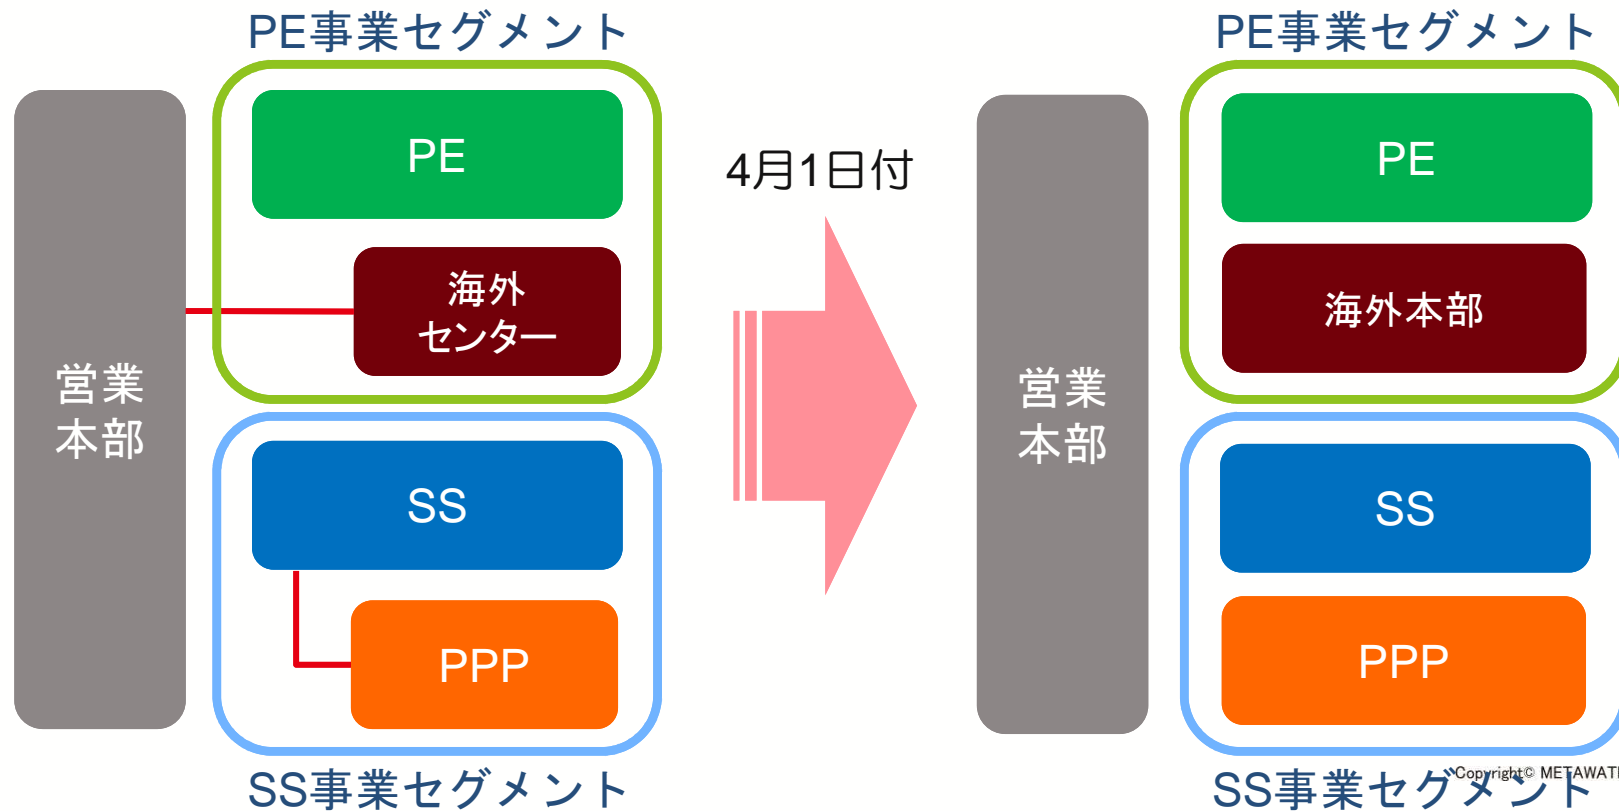 PE事業セグメント
PE
海外
センター
営業
本部
SS
PPP
SS事業セグメント
4月1日付
PE事業セグメント
PE
海外本部
営業
本部
SS
PPP
SS事業セグメント
Copyright© METAWAT